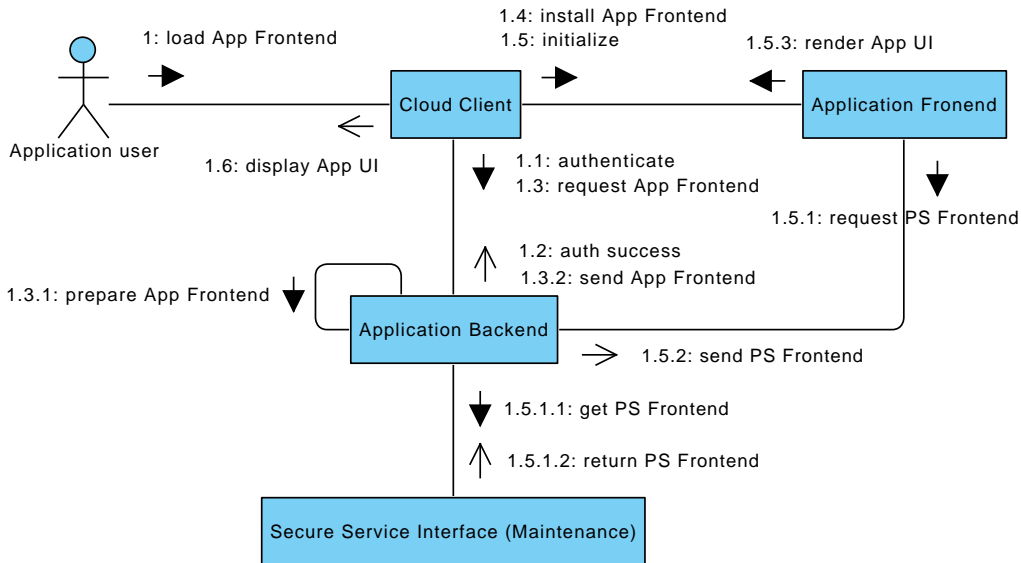 1.4: install App Frontend
1: load App Frontend
1.5: initialize
1.5.3: render App UI
Cloud Client
Application Fronend
Application user
1.6: display App UI
1.1: authenticate
1.3: request App Frontend
1.5.1: request PS Frontend
1.2: auth success
1.3.2: send App Frontend
1.3.1: prepare App Frontend
Application Backend
1.5.2: send PS Frontend
1.5.1.1: get PS Frontend
1.5.1.2: return PS Frontend
Secure Service Interface (Maintenance)